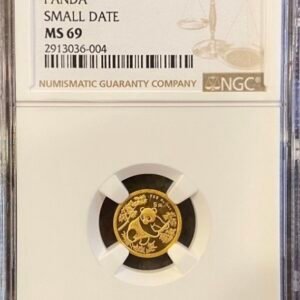 PANDA
SMALL DATE
MS 69
2913036-004
NUMISMATIC GUARANTY COMPANY
NGC